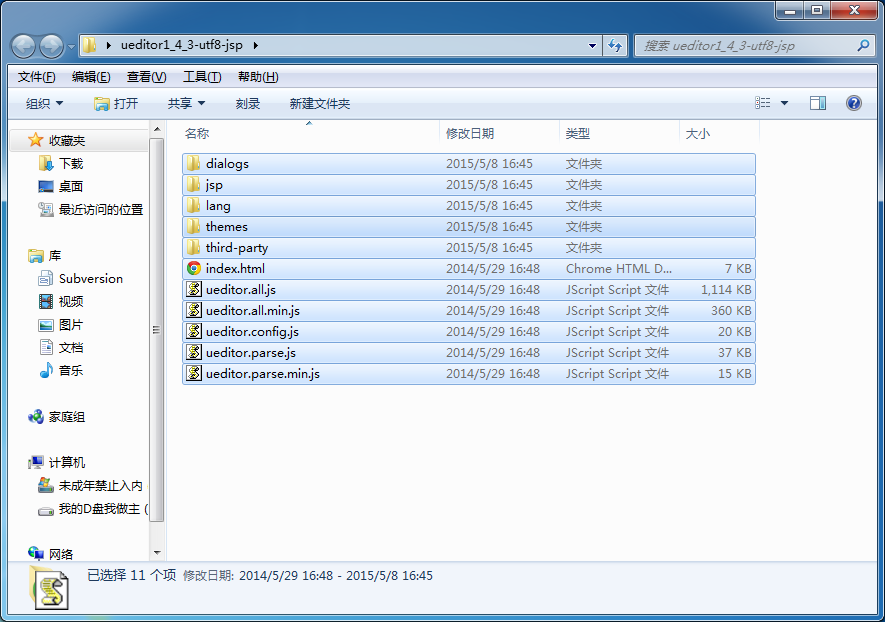 ueditor1_4_3-utf8-jsp
搜索 ueditor1_4_3-utf8-jsp
文件(F) 编辑(E) 查看(V) 工具(T) 帮助(H)
组织 打开 共享 刻录 新建文件夹
收藏夹
下载
桌面
最近访问的位置
库
Subversion
视频
图片
文档
音乐
家庭组
计算机
未成年禁止入内
我的D盘我做主 (
网络
名称 修改日期 类型 大小
dialogs 2015/5/8 16:45 文件夹
jsp 2015/5/8 16:45 文件夹
lang 2015/5/8 16:45 文件夹
themes 2015/5/8 16:45 文件夹
third-party 2015/5/8 16:45 文件夹
index.html 2014/5/29 16:48 Chrome HTML D... 7 KB
ueditor.all.js 2014/5/29 16:48 JScript Script 文件 1,114 KB
ueditor.all.min.js 2014/5/29 16:48 JScript Script 文件 360 KB
ueditor.config.js 2014/5/29 16:48 JScript Script 文件 20 KB
ueditor.parse.js 2014/5/29 16:48 JScript Script 文件 37 KB
ueditor.parse.min.js 2014/5/29 16:48 JScript Script 文件 15 KB
已选择 11 个项 修改日期: 2014/5/29 16:48 - 2015/5/8 16:45